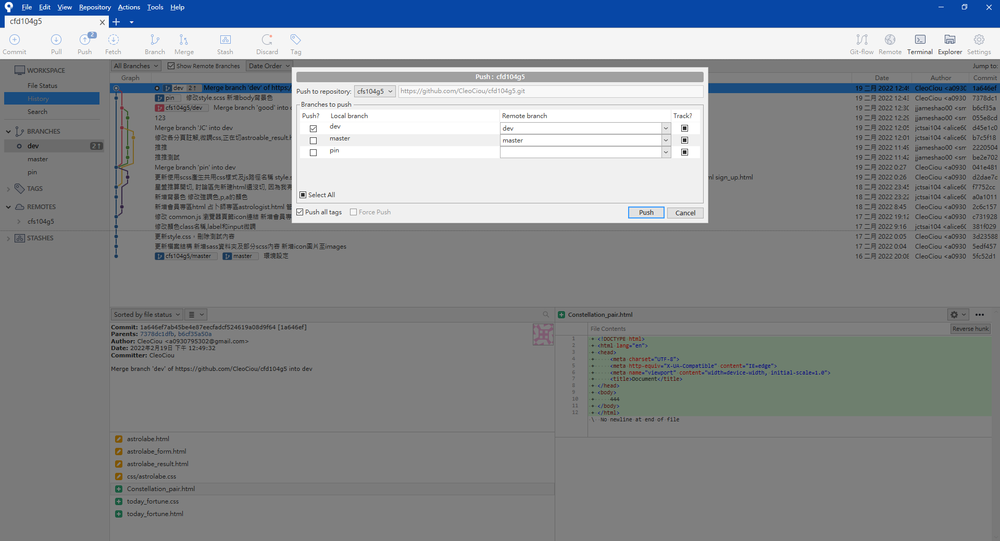 File Edit View Repository Actions Tools Help
cfd104g5
2
Commit Pull Push Fetch Branch Merge Stash Discard Tag Git-flow Remote Terminal Explorer Settings
WORKSPACE
File Status
History
Search
BRANCHES
dev 2↑
master
pin
TAGS
REMOTES
cfs104g5
STASHES
All Branches Show Remote Branches Date Order Jump to:
Graph Date Author Commit
dev 2↑ Merge branch 'dev' of https:/ 19 二月 2022 12:49 CleoCiou <a0930 1a646ef
pin 修改style.scss 新增body背景色 19 二月 2022 12:43 CleoCiou <a0930 7378dc1
cfs104g5/dev Merge branch 'good' into 19 二月 2022 12:30 jjameshao00 <sm b6cf35a
123 19 二月 2022 12:29 jjameshao00 <sm 055e8cd
Merge branch 'JC' into dev 19 二月 2022 12:05 jctsai104 <alice60 d45e1c0
修改各分頁註解,微調css,正在切astroable_result.h 19 二月 2022 12:01 jctsai104 <alice60 b7c5f18
推推 19 二月 2022 11:49 jjameshao00 <sm 2220504
推推測試 19 二月 2022 11:42 jjameshao00 <sm be2e702
Merge branch 'pin' into dev 19 二月 2022 0:27 CleoCiou <a0930 041e481
更新使用scss產生共用css樣式及js路徑名稱 style.s ml sign_up.html 19 二月 2022 0:26 CleoCiou <a0930 d2dae7c
星盤推算開切, 討論區先新建html還沒切, 因為我有 18 二月 2022 23:45 jctsai104 <alice60 f7752cc
新增背景色 修改強調色,p,a的顏色 18 二月 2022 23:22 jctsai104 <alice60 a0a1011
新增會員專區html 占卜師專區astrologist.html 管 18 二月 2022 8:45 CleoCiou <a0930 2c6c157
修改 common.js 瀏覽器頁籤icon連結 新增會員專 17 二月 2022 19:12 CleoCiou <a0930 c731928
修改顏色class名稱,label和input微調 17 二月 2022 9:16 jctsai104 <alice60 381f029
更新style.css，刪除測試內容 17 二月 2022 0:05 CleoCiou <a0930 3d23588
更新檔案結構 新增sass資料夾及部分scss內容 新增icon圖片至images 17 二月 2022 0:04 CleoCiou <a0930 5edf457
cfs104g5/master master 環境設定 16 二月 2022 20:08 CleoCiou <a0930 5fc52d1
Push : cfd104g5
Push to repository: cfs104g5 https://github.com/CleoCiou/cfd104g5.git
Branches to push
Push? Local branch Remote branch Track?
dev dev
master master
pin
Select All
Push all tags Force Push Push Cancel
Sorted by file status
Commit: 1a646ef7ab45be4e87eecfadcf524619a08d9f64 [1a646ef]
Parents: 7378dc1dfb, b6cf35a50a
Author: CleoCiou <a0930795302@gmail.com>
Date: 2022年2月19日 下午 12:49:32
Committer: CleoCiou
Merge branch 'dev' of https://github.com/CleoCiou/cfd104g5 into dev
astrolabe.html
astrolabe_form.html
astrolabe_result.html
css/astrolabe.css
Constellation_pair.html
today_fortune.css
today_fortune.html
Constellation_pair.html
File Contents Reverse hunk
1 + <!DOCTYPE html>
2 + <html lang="en">
3 + <head>
4 + <meta charset="UTF-8">
5 + <meta http-equiv="X-UA-Compatible" content="IE=edge">
6 + <meta name="viewport" content="width=device-width, initial-scale=1.0">
7 + <title>Document</title>
8 + </head>
9 + <body>
10 + 444
11 + </body>
12 + </html>
\ No newline at end of file